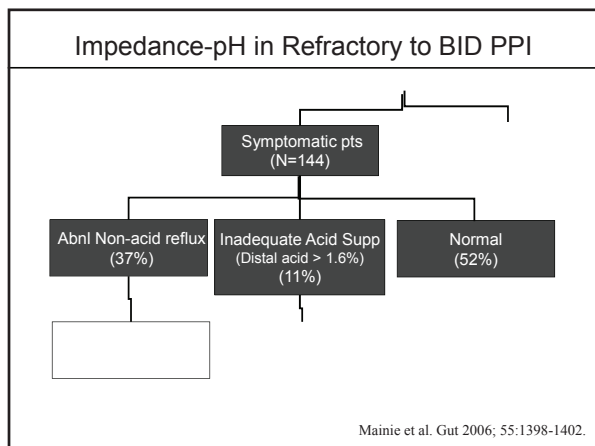 Impedance-pH in Refractory to BID PPI
Symptomatic pts
(N=144)
Abnl Non-acid reflux
(37%)
Inadequate Acid Supp
(Distal acid > 1.6%)
(11%)
Normal
(52%)
Mainie et al. Gut 2006; 55:1398-1402.